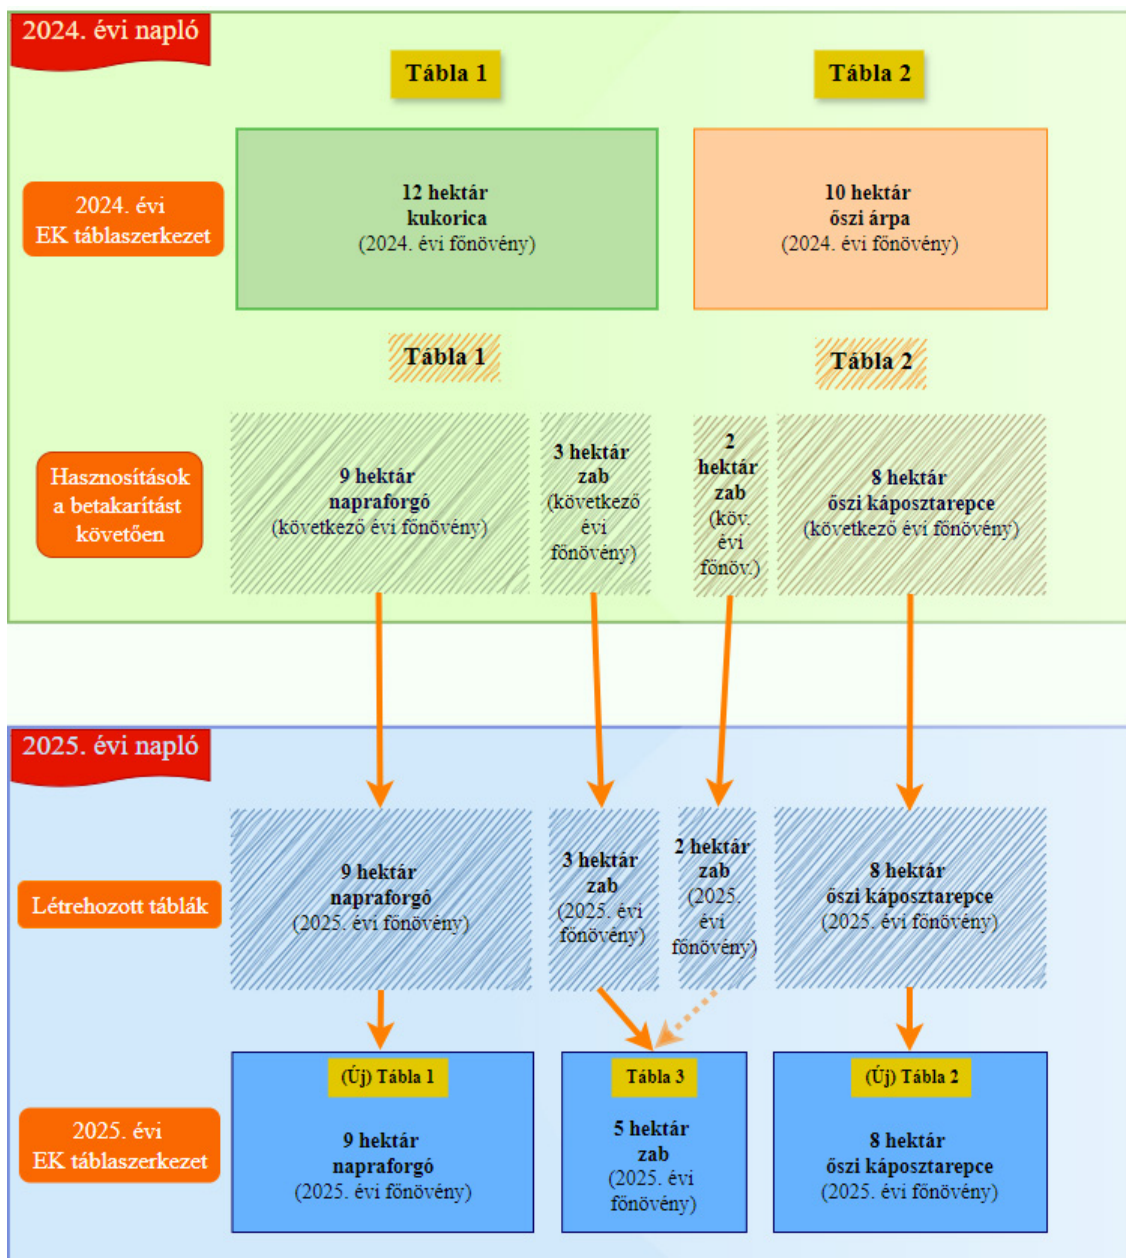 2024. évi napló
Tábla 1
Tábla 2
2024. évi
EK táblaszerkezet
12 hektár
kukorica
(2024. évi főnövény)
10 hektár
őszi árpa
(2024. évi főnövény)
Tábla 1
Tábla 2
Hasznosítások
a betakarítást
követően
9 hektár
napraforgó
(következő évi főnövény)
3 hektár
zab
(következő
évi
főnövény)
2
hektár
zab
(köv.
évi
főnöv.)
8 hektár
őszi káposztarepce
(következő évi főnövény)
2025. évi napló
Létrehozott táblák
9 hektár
napraforgó
(2025. évi főnövény)
3 hektár
zab
(2025. évi
főnövény)
2 hektár
zab
(2025.
évi
főnövény)
8 hektár
őszi káposztarepce
(2025. évi főnövény)
2025. évi
EK táblaszerkezet
(Új) Tábla 1
9 hektár
napraforgó
(2025. évi főnövény)
Tábla 3
5 hektár
zab
(2025. évi
főnövény)
(Új) Tábla 2
8 hektár
őszi káposztarepce
(2025. évi főnövény)